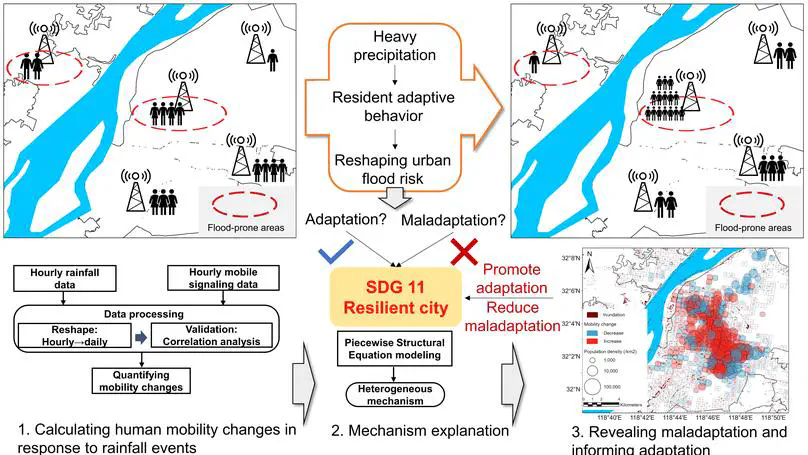 Flood-prone areas
Heavy
precipitation
Resident adaptive
behavior
Reshaping urban
flood risk
Adaptation?
Maladaptation?
Flood-prone areas
SDG 11
Resilient city
Promote
adaptation
Reduce
maladaptation
Hourly rainfall
data
Hourly mobile
signaling data
Data processing
Reshape:
Hourly→daily
Validation:
Correlation analysis
Quantifying
mobility changes
Piecewise Structural
Equation modeling
Heterogeneous
mechanism
N
32°8'N
32°6'N
32°4'N
32°2'N
32°N
Inundation
Mobility change
Decrease
Increase
Population density (/km2)
1,000
10,000
100,000
Kilometers
118°40'E
118°42'E
118°44'E
118°46'E
118°48'E
118°50'E
1. Calculating human mobility changes in
response to rainfall events
2. Mechanism explanation
3. Revealing maladaptation and
informing adaptation